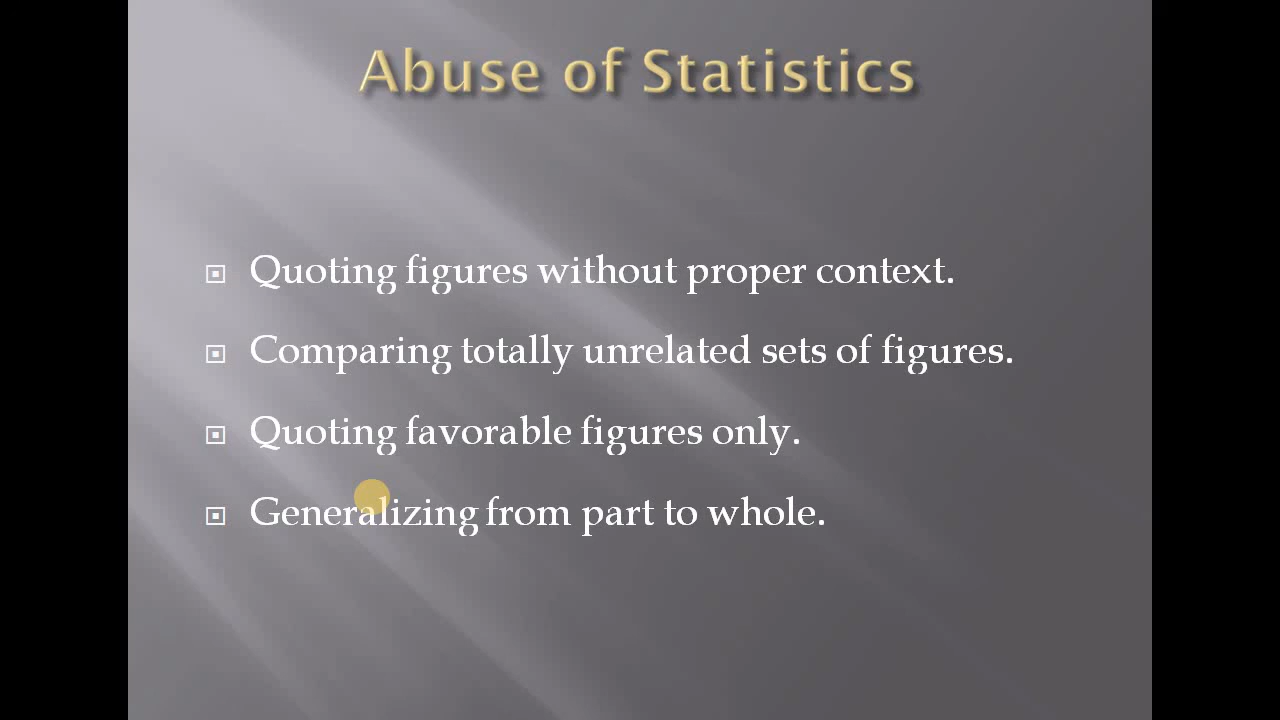 Abuse of Statistics
Quoting figures without proper context.
Comparing totally unrelated sets of figures.
Quoting favorable figures only.
Generalizing from part to whole.